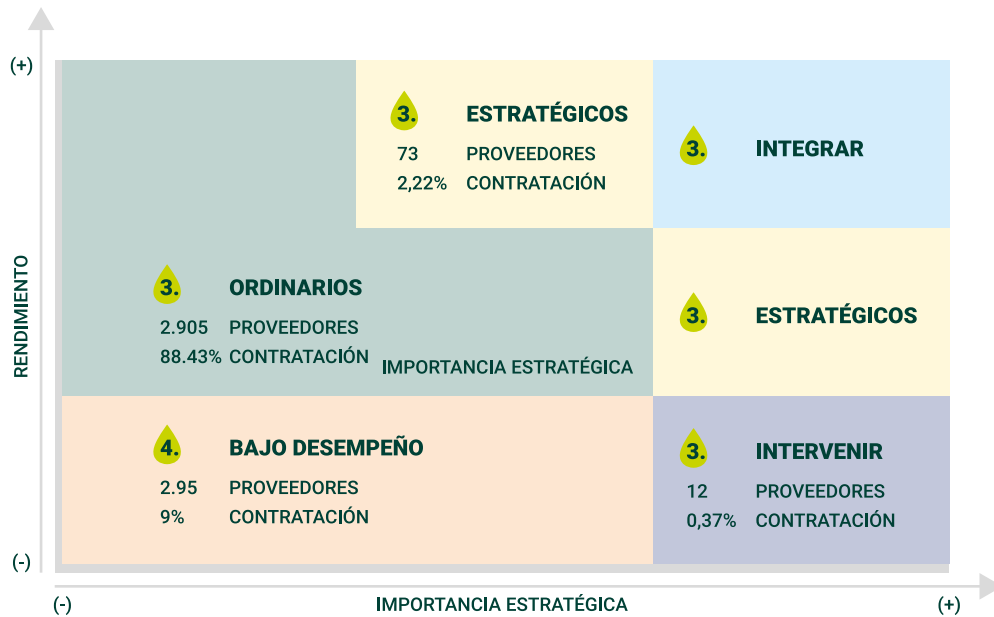 (+)
3. ESTRATÉGICOS
73 PROVEEDORES
2,22% CONTRATACIÓN
3. INTEGRAR
RENDIMIENTO
3. ORDINARIOS
2.905 PROVEEDORES
88.43% CONTRATACIÓN
IMPORTANCIA ESTRATÉGICA
3. ESTRATÉGICOS
4. BAJO DESEMPEÑO
2.95 PROVEEDORES
9% CONTRATACIÓN
3. INTERVENIR
12 PROVEEDORES
0,37% CONTRATACIÓN
(-)
(-)
IMPORTANCIA ESTRATÉGICA
(+)